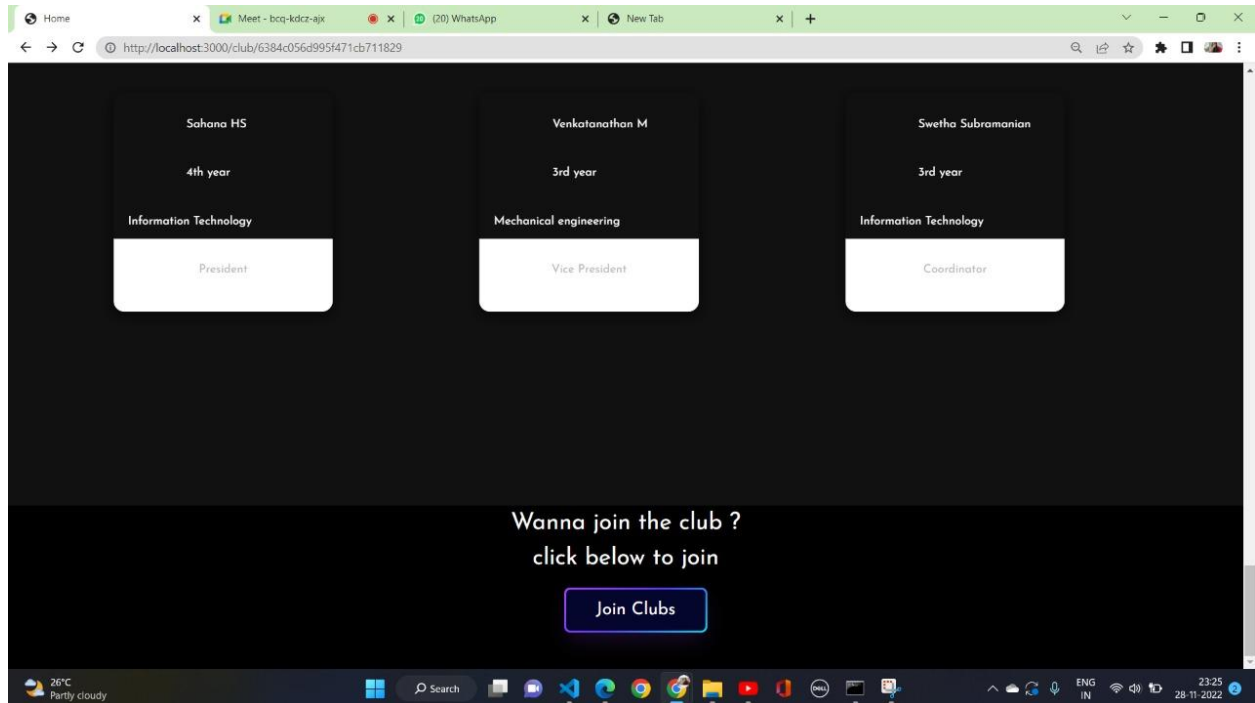 Home
Meet - bcq-kdcz-ajx
(20) WhatsApp
New Tab
http://localhost:3000/club/6384c056d995f471cb711829
Sahana HS
Venkatanathan M
Swetha Subramanian
4th year
3rd year
3rd year
Information Technology
Mechanical engineering
Information Technology
President
Vice President
Coordinator
Wanna join the club ?
click below to join
Join Clubs
26°C
Partly cloudy
Search
DELL
ENG
IN
23:25
28-11-2022
2